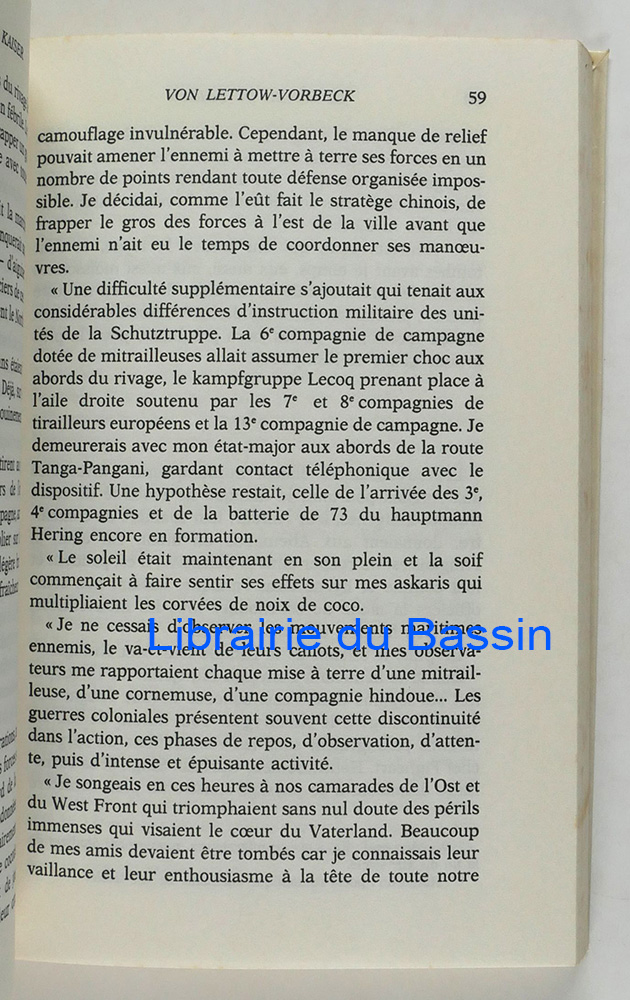 KAISER
VON LETTOW-VORBECK 59
camouflage invulnérable. Cependant, le manque de relief
pouvait amener l'ennemi à mettre à terre ses forces en un
nombre de points rendant toute défense organisée impos-
sible. Je décidai, comme l'eût fait le stratège chinois, de
frapper le gros des forces à l'est de la ville avant que
l'ennemi n'ait eu le temps de coordonner ses manœu-
vres.
« Une difficulté supplémentaire s'ajoutait qui tenait aux
considérables différences d'instruction militaire des uni-
tés de la Schutztruppe. La 6e compagnie de campagne
dotée de mitrailleuses allait assumer le premier choc aux
abords du rivage, le kampfgruppe Lecoq prenant place à
l'aile droite soutenu par les 7e et 8e compagnies de
tirailleurs européens et la 13e compagnie de campagne. Je
demeurerais avec mon état-major aux abords de la route
Tanga-Pangani, gardant contact téléphonique avec le
dispositif. Une hypothèse restait, celle de l'arrivée des 3e,
4e compagnies et de la batterie de 73 du hauptmann
Hering encore en formation.
« Le soleil était maintenant en son plein et la soif
commençait à faire sentir ses effets sur mes askaris qui
multipliaient les corvées de noix de coco.
« Je ne cessais d'observer les mouvements maritimes
Librairie du Bassin
ennemis, le va-et-vient de leurs canots, et mes observa-
teurs me rapportaient chaque mise à terre d'une mitrail-
leuse, d'une cornemuse, d'une compagnie hindoue... Les
guerres coloniales présentent souvent cette discontinuité
dans l'action, ces phases de repos, d'observation, d'atten-
te, puis d'intense et épuisante activité.
« Je songeais en ces heures à nos camarades de l'Ost et
du West Front qui triomphaient sans nul doute des périls
immenses qui visaient le cœur du Vaterland. Beaucoup
de mes amis devaient être tombés car je connaissais leur
vaillance et leur enthousiasme à la tête de toute notre